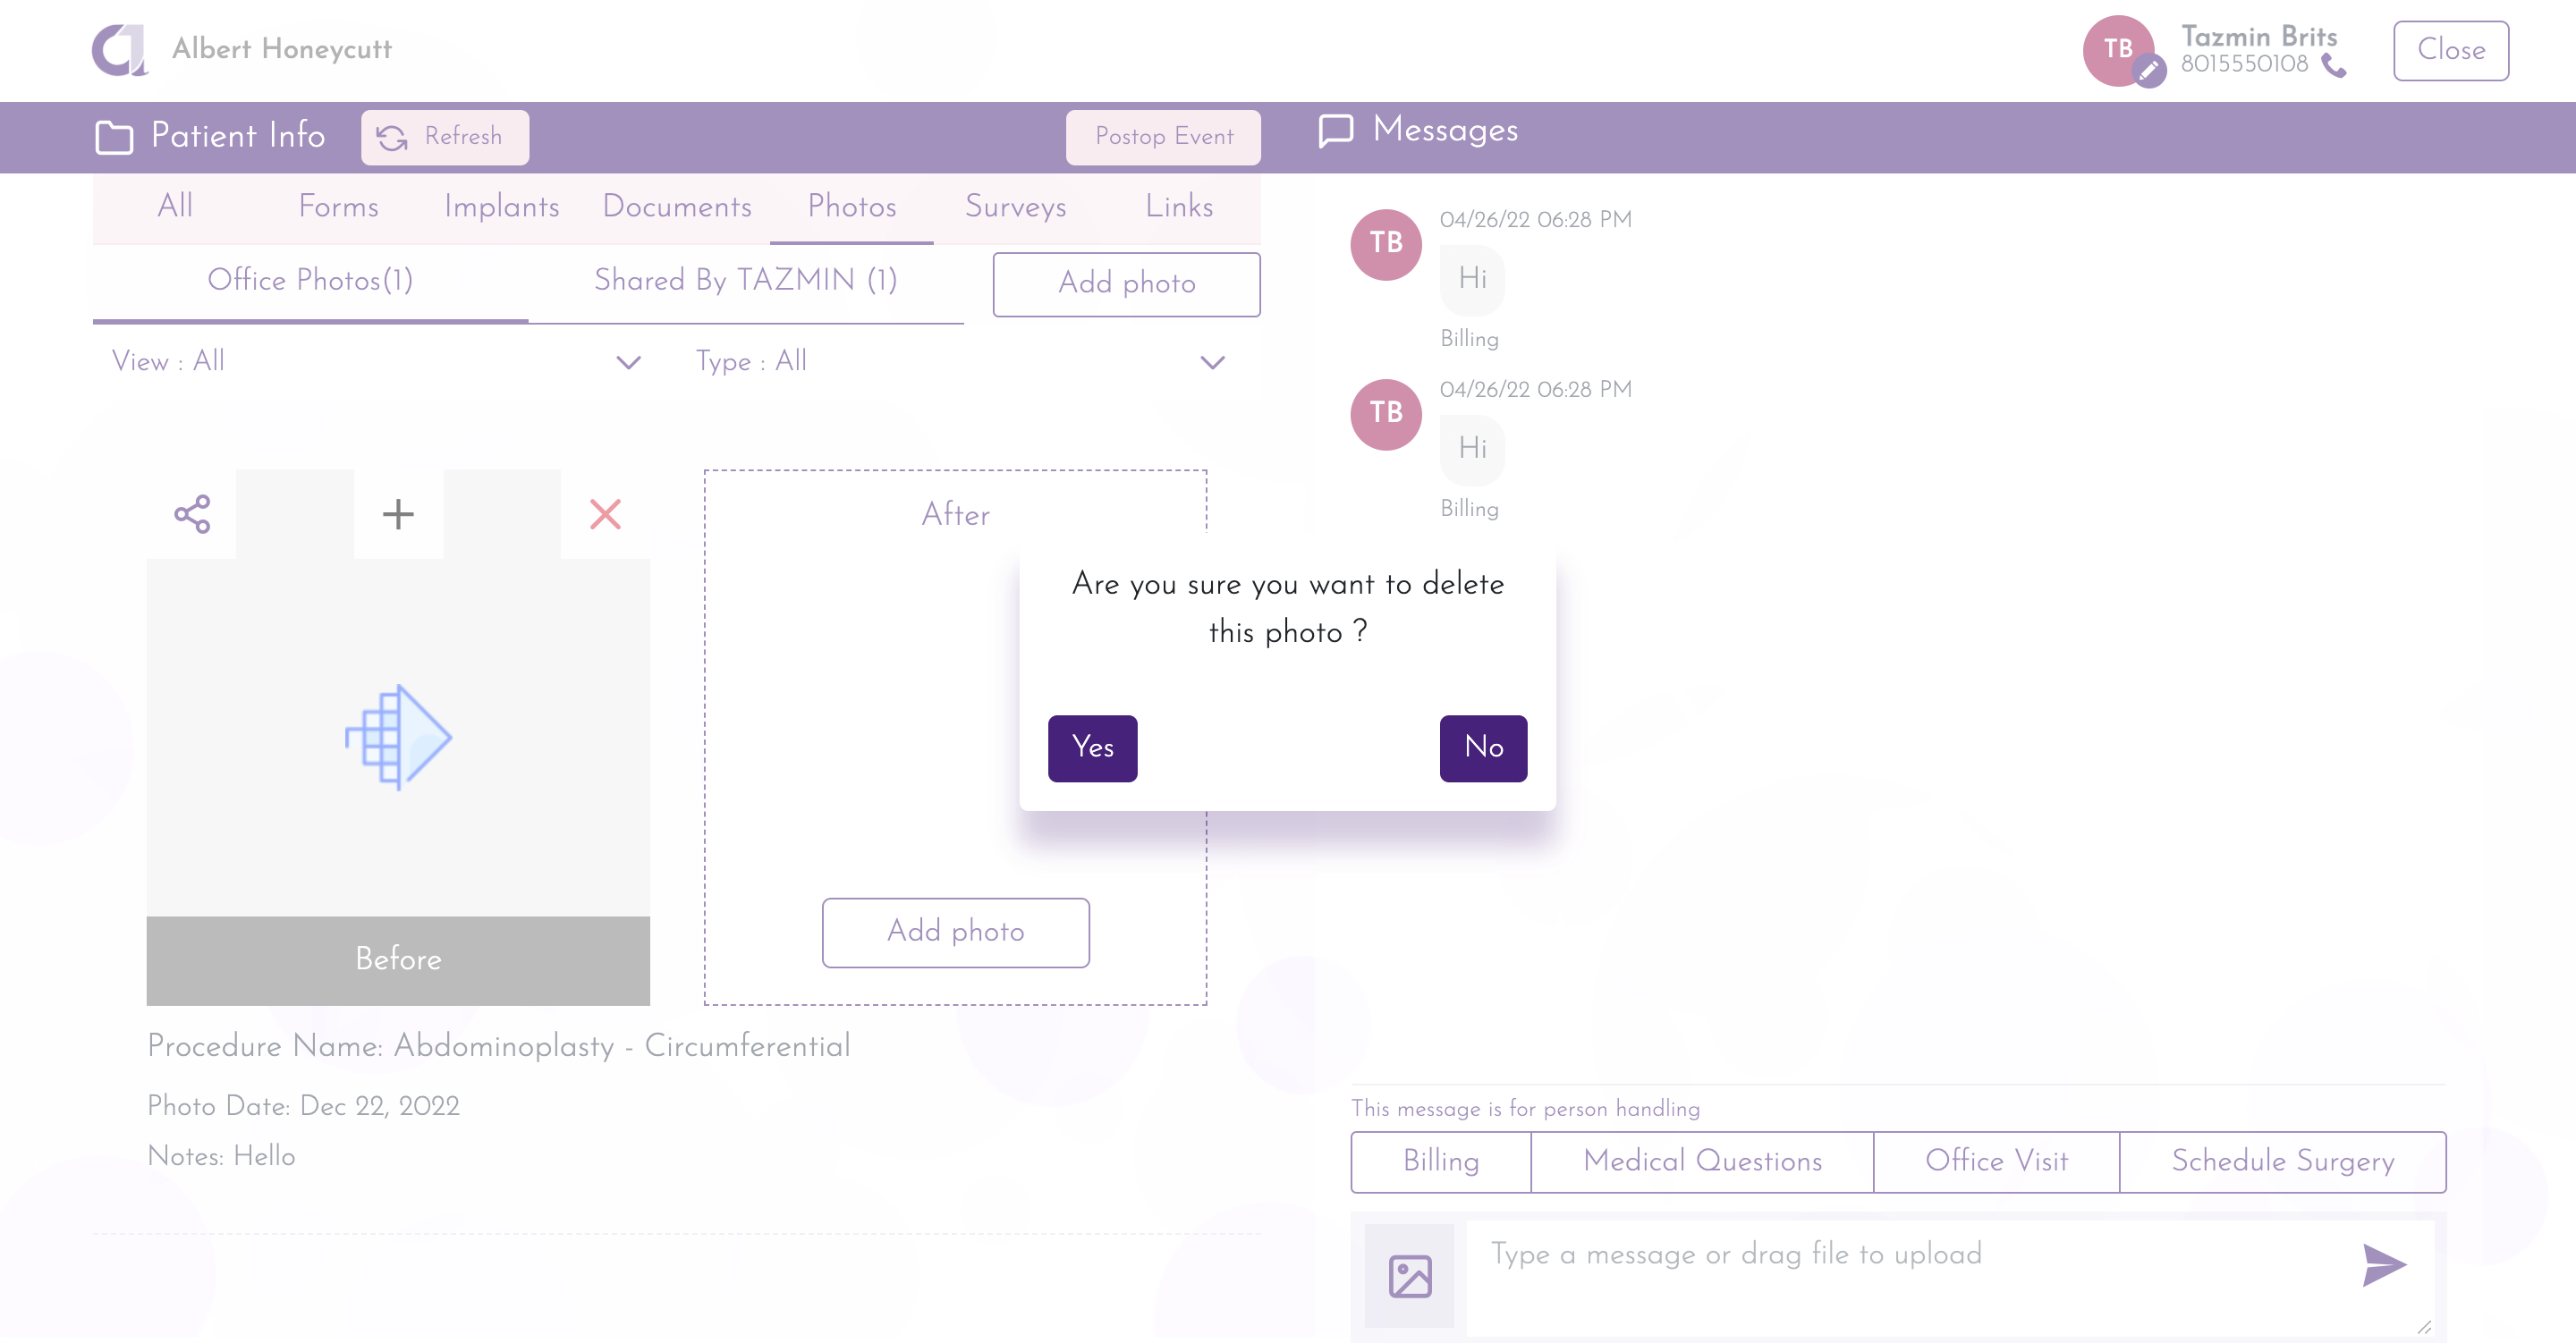 Albert Honeycutt
TB
Tazmin Brits
8015550108
Close
Patient Info
Refresh
Postop Event
Messages
All
Forms
Implants
Documents
Photos
Surveys
Links
Office Photos(1)
Shared By TAZMIN (1)
Add photo
View : All
Type : All
TB
04/26/22 06:28 PM
Hi
Billing
TB
04/26/22 06:28 PM
Hi
Billing
After
Are you sure you want to delete
this photo ?
Yes
No
Add photo
Before
Procedure Name: Abdominoplasty - Circumferential
Photo Date: Dec 22, 2022
Notes: Hello
This message is for person handling
Billing
Medical Questions
Office Visit
Schedule Surgery
Type a message or drag file to upload